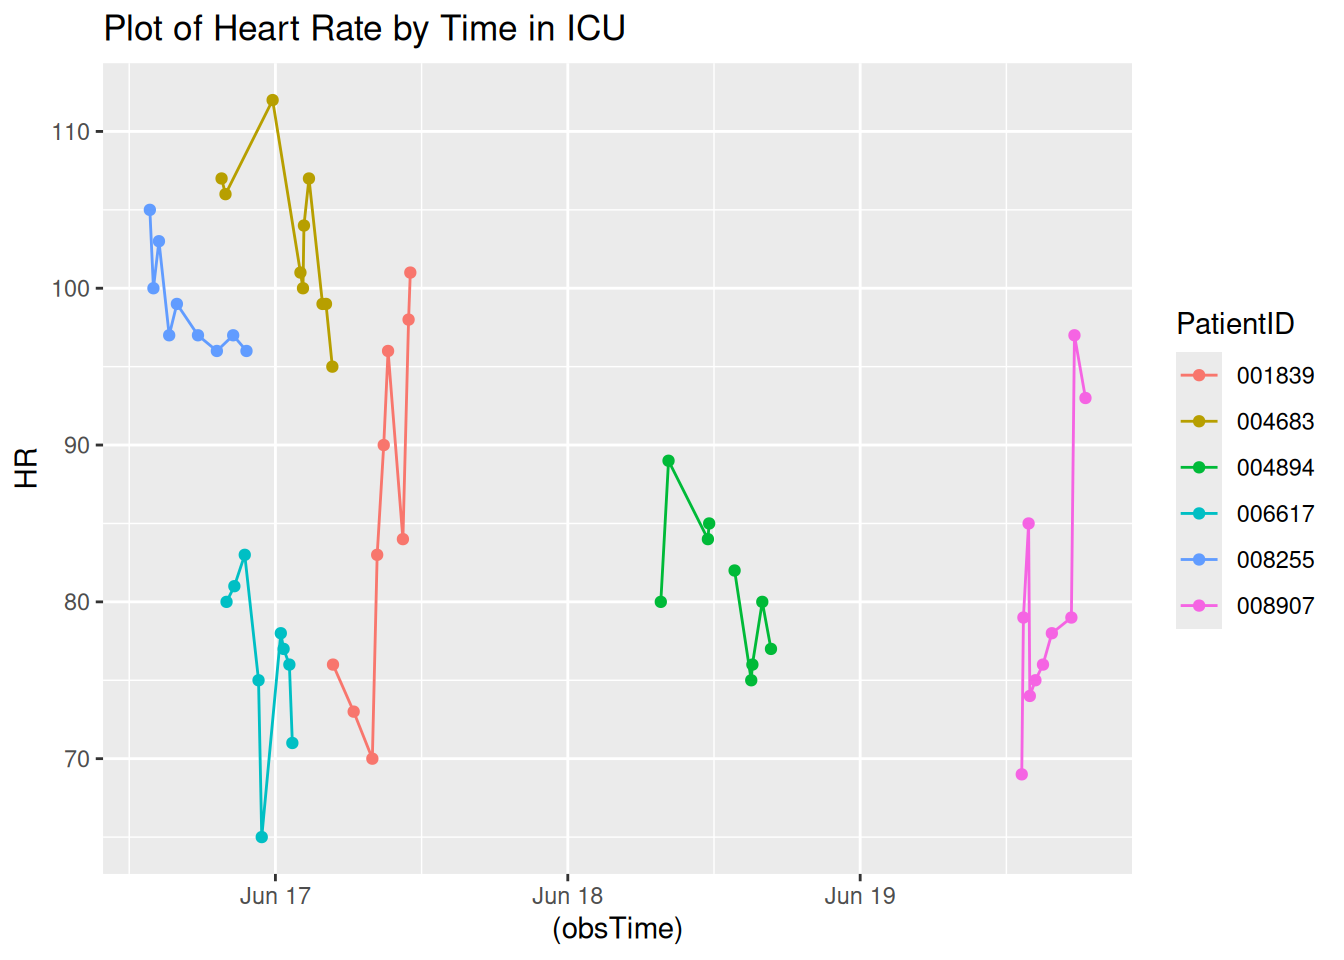 Plot of Heart Rate by Time in ICU
HR
110
100
90
80
70
Jun 17
Jun 18
Jun 19
(obsTime)
PatientID
001839
004683
004894
006617
008255
008907